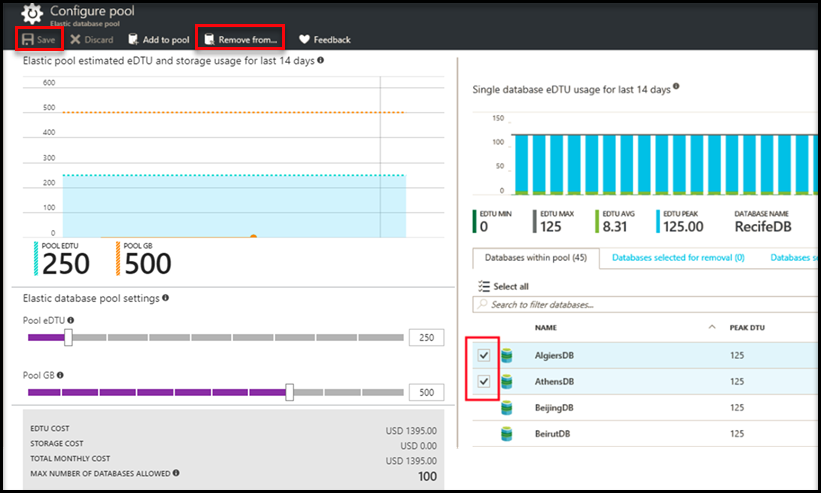 Configure pool
Elastic database pool
Save Discard Add to pool Remove from... Feedback
Elastic pool estimated eDTU and storage usage for last 14 days
600
500
400
300
200
100
0
POOL EDTU
250
POOL GB
500
Elastic database pool settings
Pool eDTU
250
Pool GB
500
EDTU COST USD 1395.00
STORAGE COST USD 0.00
TOTAL MONTHLY COST USD 1395.00
MAX NUMBER OF DATABASES ALLOWED 100
Single database eDTU usage for last 14 days
150
100
50
0
EDTU MIN
0
EDTU MAX
125
EDTU AVG
8.31
EDTU PEAK
125.00
DATABASE NAME
RecifeDB
Databases within pool (45) Databases selected for removal (0) Databases s
Select all
Search to filter databases...
NAME PEAK DTU
AlgiersDB 125
AthensDB 125
BeijingDB 125
BeirutDB 125